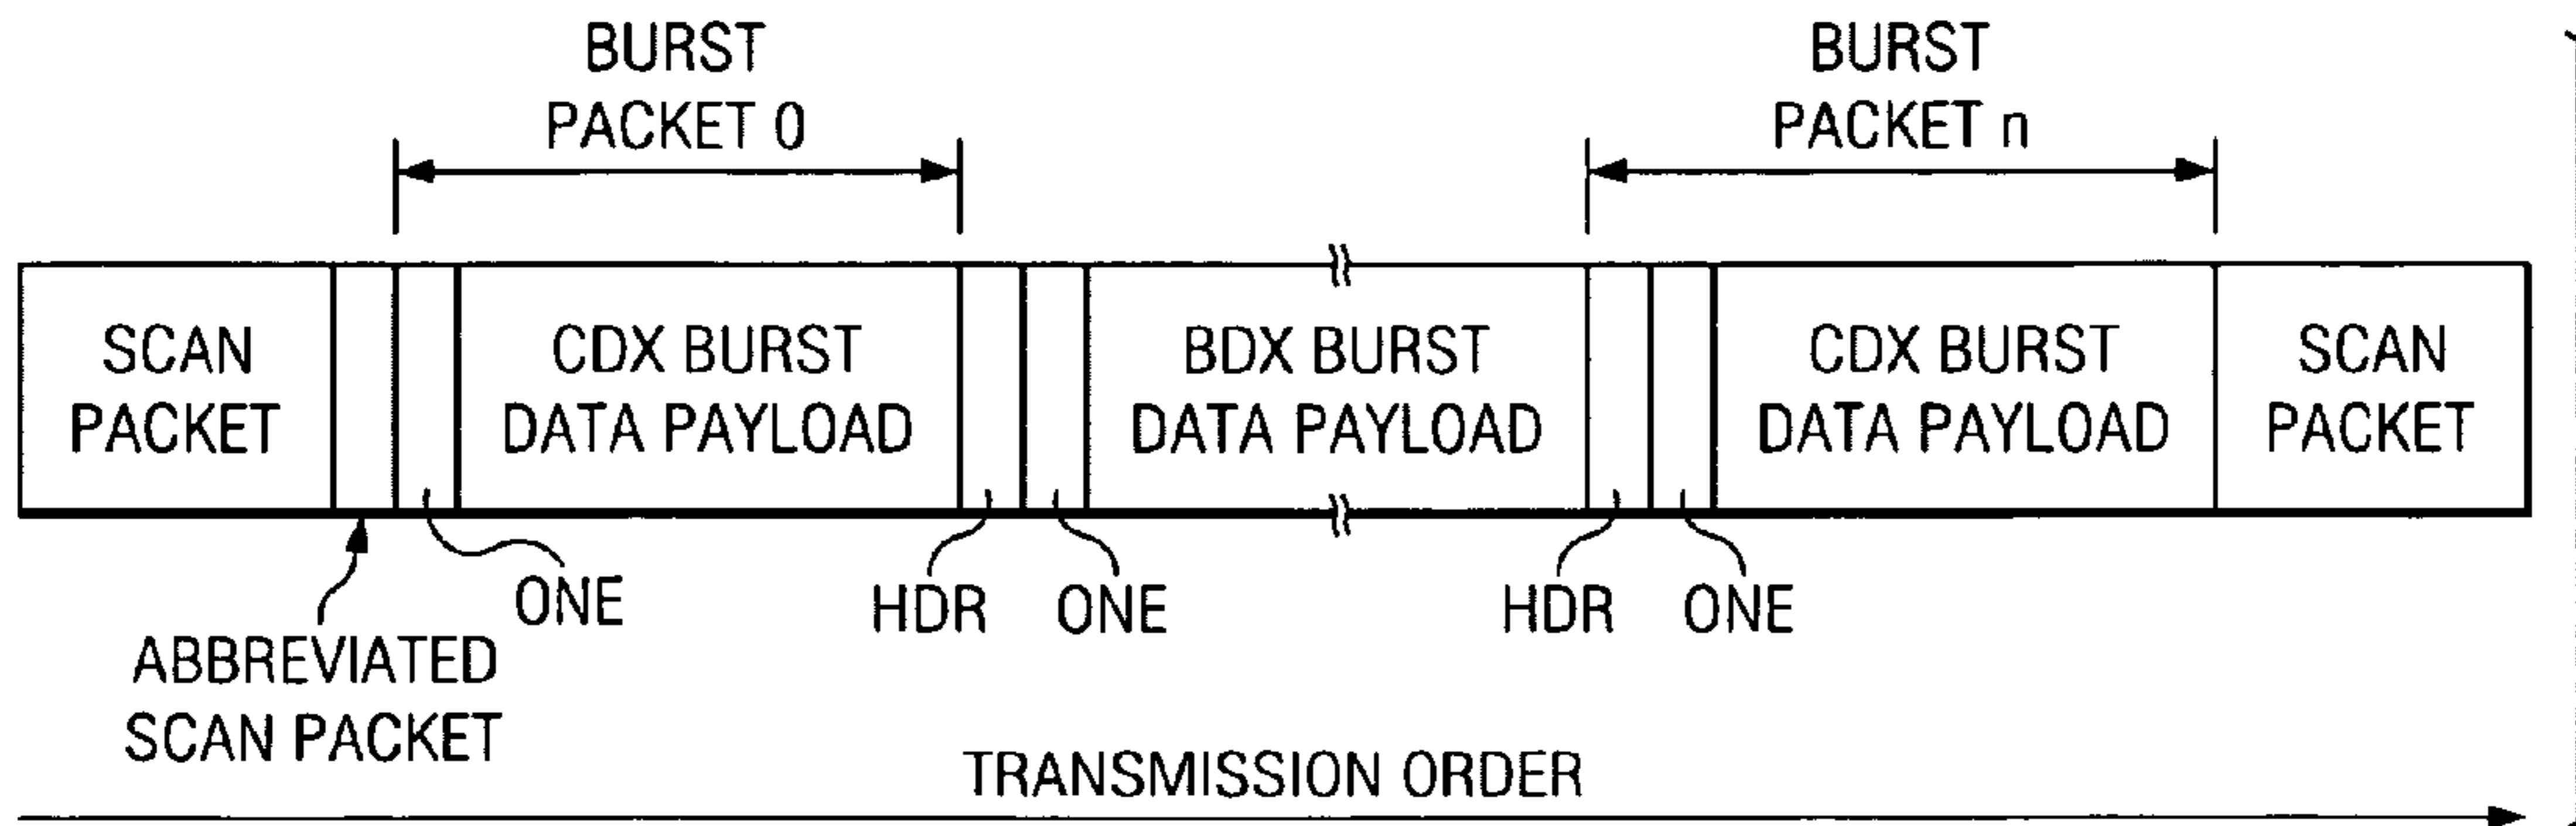 BURST
PACKET 0
BURST
PACKET n
SCAN
PACKET
CDX BURST
DATA PAYLOAD
BDX BURST
DATA PAYLOAD
CDX BURST
DATA PAYLOAD
SCAN
PACKET
ONE
HDR
ONE
HDR
ONE
ABBREVIATED
SCAN PACKET
TRANSMISSION ORDER